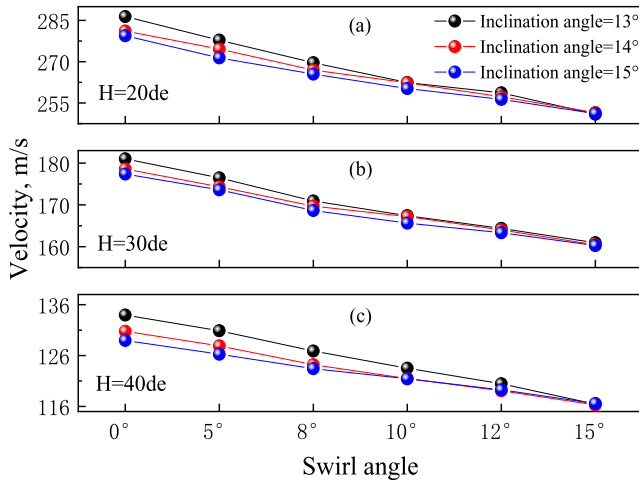 (a)
Inclination angle=13°
Inclination angle=14°
Inclination angle=15°
285
270
255
H=20de
Velocity, m/s
(b)
180
170
160
H=30de
(c)
136
126
116
H=40de
0° 5° 8° 10° 12° 15°
Swirl angle